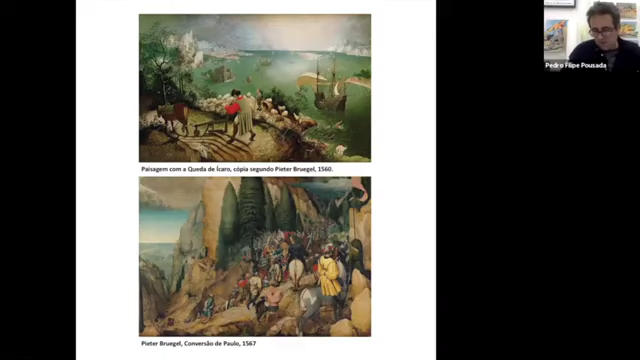 Pedro Filipe Pousada
Paisagem com a Queda de Ícaro, cópia segundo Pieter Bruegel, 1560.
Pieter Bruegel, Conversão de Paulo, 1567